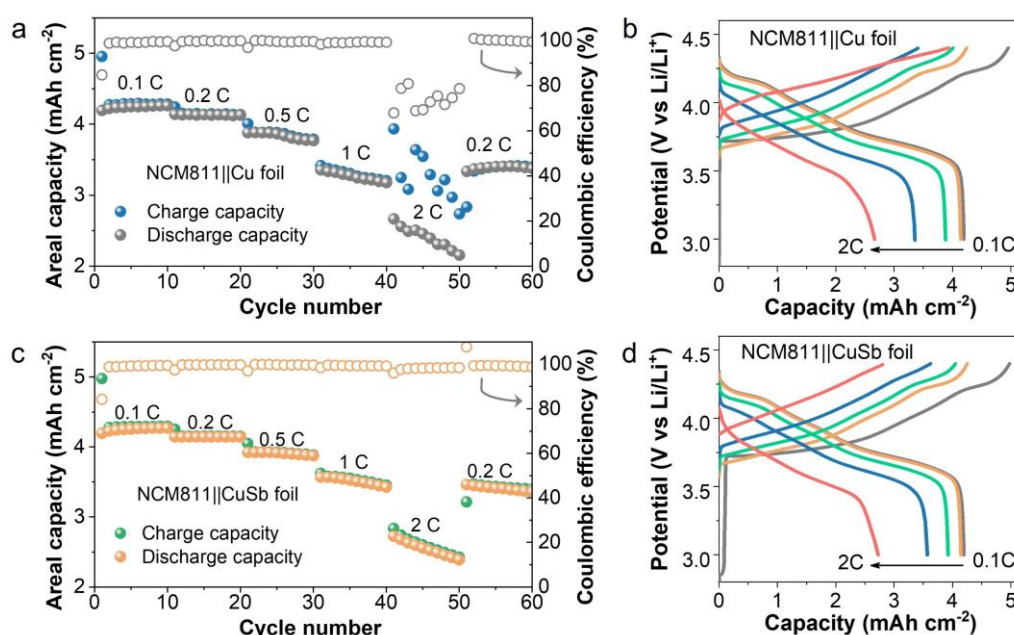 a
Areal capacity (mAh cm⁻²)
5
4
3
2
0.1 C
0.2 C
0.5 C
1 C
2 C
0.2 C
NCM811||Cu foil
Charge capacity
Discharge capacity
0 10 20 30 40 50 60
Cycle number
100
80
60
40
20
0
Coulombic efficiency (%)
b
Potential (V vs Li/Li⁺)
4.5
4.0
3.5
3.0
NCM811||Cu foil
2C
0.1C
0 1 2 3 4 5
Capacity (mAh cm⁻²)
c
Areal capacity (mAh cm⁻²)
5
4
3
2
0.1 C
0.2 C
0.5 C
1 C
2 C
0.2 C
NCM811||CuSb foil
Charge capacity
Discharge capacity
0 10 20 30 40 50 60
Cycle number
100
80
60
40
20
0
Coulombic efficiency (%)
d
Potential (V vs Li/Li⁺)
4.5
4.0
3.5
3.0
NCM811||CuSb foil
2C
0.1C
0 1 2 3 4 5
Capacity (mAh cm⁻²)